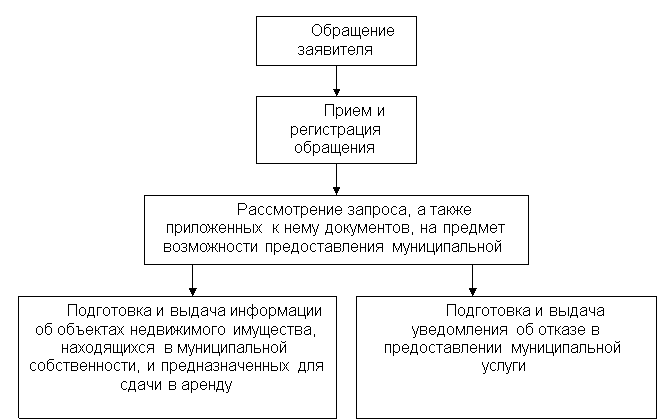 Обращение
заявителя
Прием и
регистрация
обращения
Рассмотрение запроса, а также
приложенных к нему документов, на предмет
возможности предоставления муниципальной
Подготовка и выдача информации
об объектах недвижимого имущества,
находящихся в муниципальной
собственности, и предназначенных для
сдачи в аренду
Подготовка и выдача
уведомления об отказе в
предоставлении муниципальной
услуги